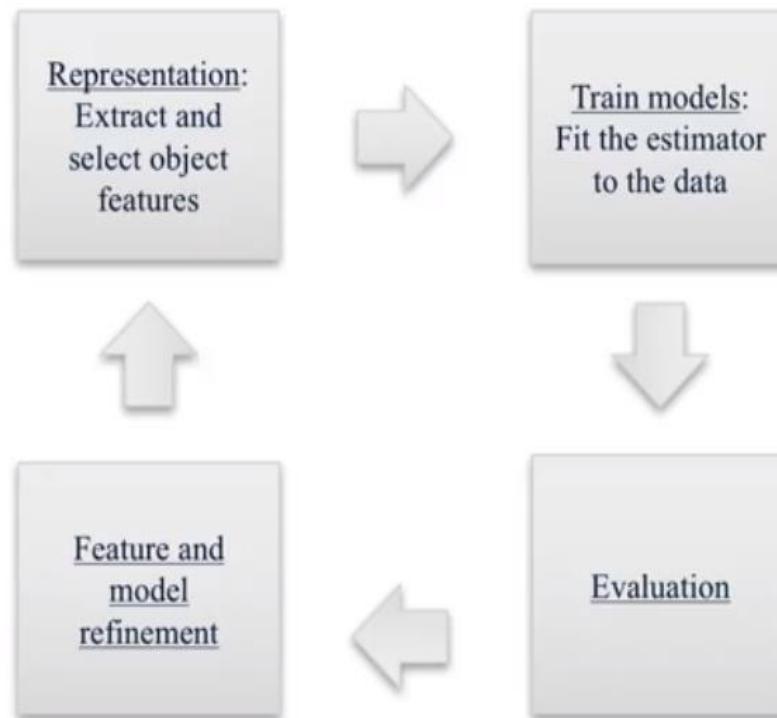 Representation:
Extract and
select object
features
Train models:
Fit the estimator
to the data
Feature and
model
refinement
Evaluation